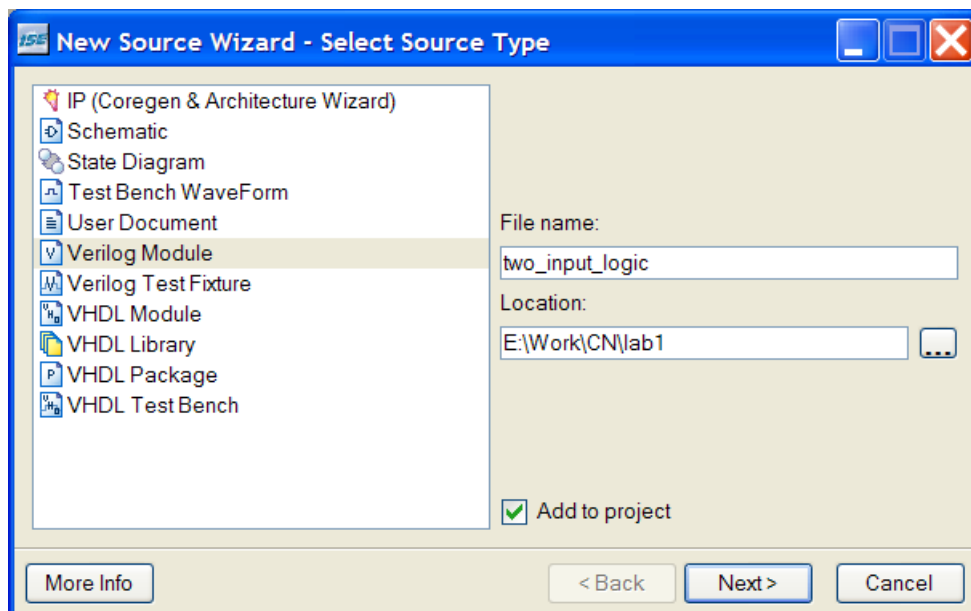 ISE New Source Wizard - Select Source Type
IP (Coregen & Architecture Wizard)
Schematic
State Diagram
Test Bench WaveForm
User Document
Verilog Module
Verilog Test Fixture
VHDL Module
VHDL Library
VHDL Package
VHDL Test Bench
File name:
two_input_logic
Location:
E:\Work\CN\lab1
...
Add to project
More Info
< Back
Next >
Cancel